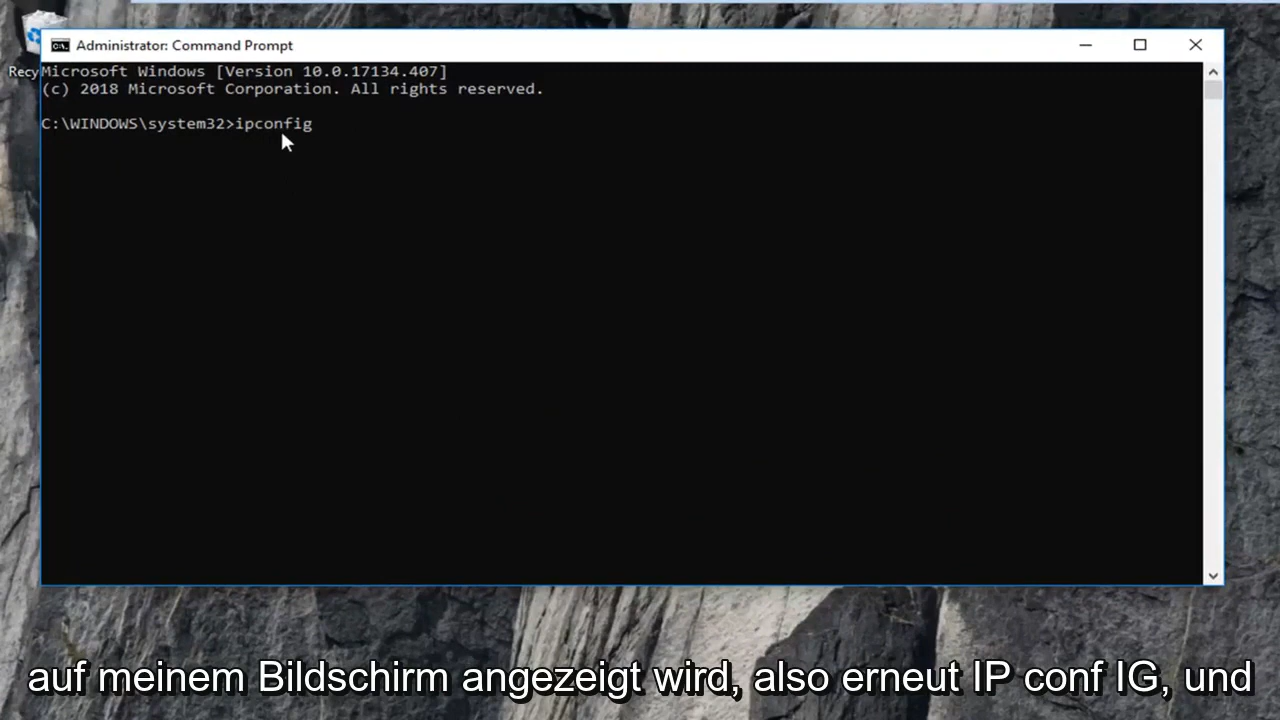 Administrator: Command Prompt
Recy
Microsoft Windows [Version 10.0.17134.407]
(c) 2018 Microsoft Corporation. All rights reserved.
C:\WINDOWS\system32>ipconfig
auf meinem Bildschirm angezeigt wird, also erneut IP conf IG, und